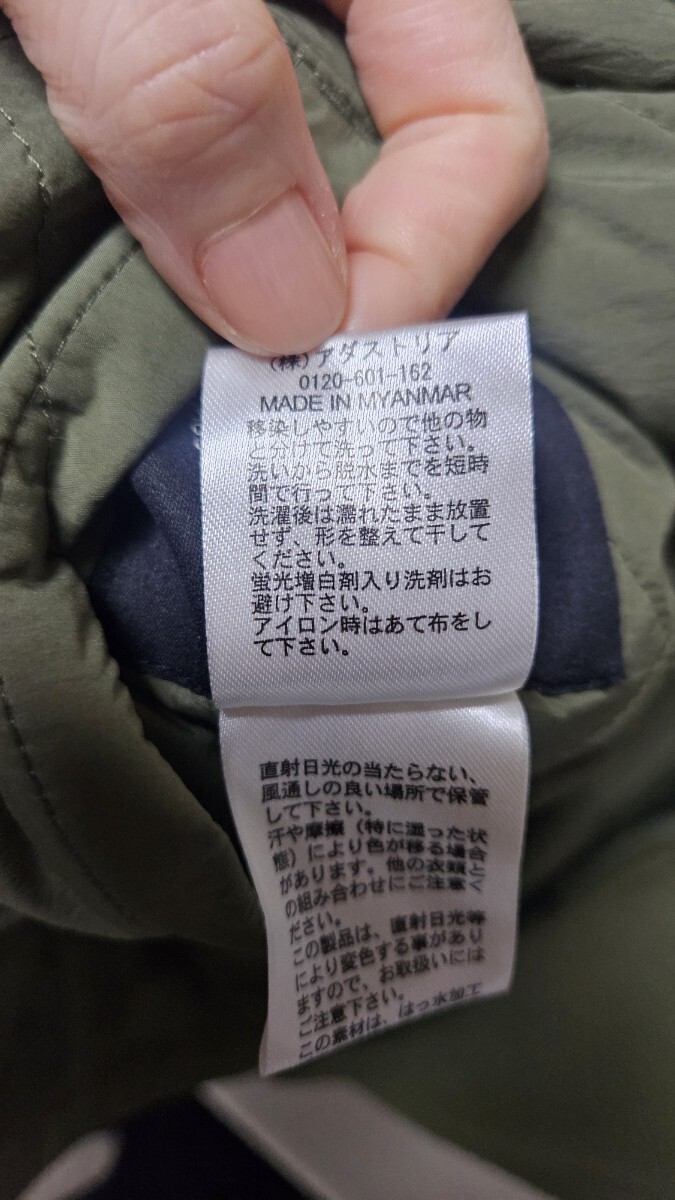 (株)アダストリア
0120-601-162
MADE IN MYANMAR
移染しやすいので他の物
と分けて洗って下さい。
洗いから脱水までを短時
間で行って下さい。
洗濯後は濡れたまま放置
せず、形を整えて干して
ください。
蛍光増白剤入り洗剤はお
避け下さい。
アイロン時はあて布をし
て下さい。
直射日光の当たらない、
風通しの良い場所で保管
して下さい。
汗や摩擦（特に湿った状
態）により色が移る場合
があります。他の衣類と
の組み合わせにご注意く
ださい。
この製品は、直射日光等
により変色する事があり
ますので、お取扱いには
ご注意下さい。
この素材は、はっ水加工